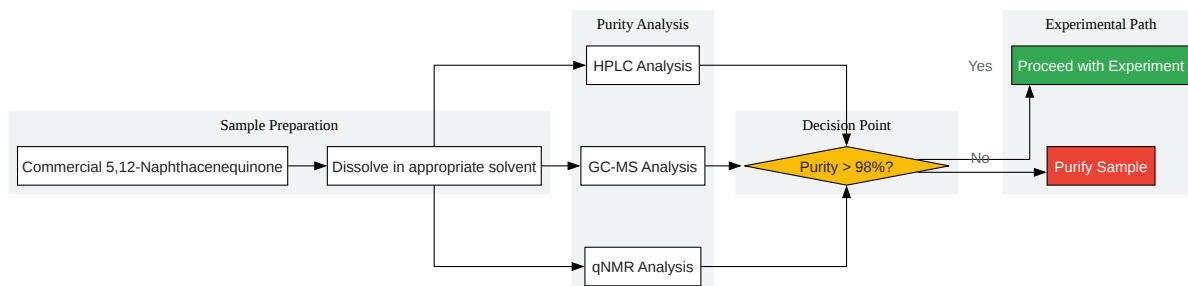 Sample Preparation
Commercial 5,12-Naphthacenequinone
Dissolve in appropriate solvent
Purity Analysis
HPLC Analysis
GC-MS Analysis
qNMR Analysis
Decision Point
Purity > 98%?
Yes
No
Experimental Path
Proceed with Experiment
Purify Sample